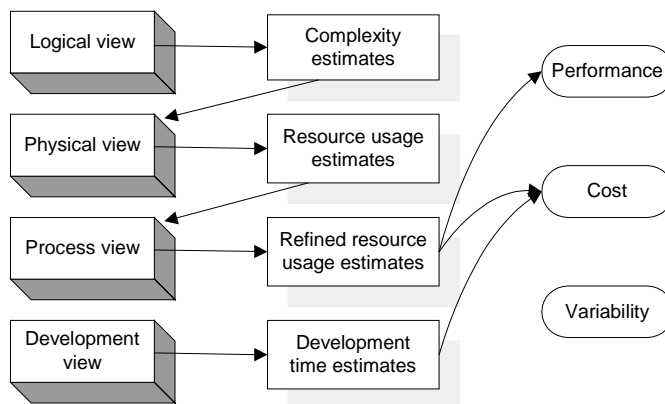 Logical view
Complexity
estimates
Performance
Physical view
Resource usage
estimates
Cost
Process view
Refined resource
usage estimates
Variability
Development
view
Development
time estimates